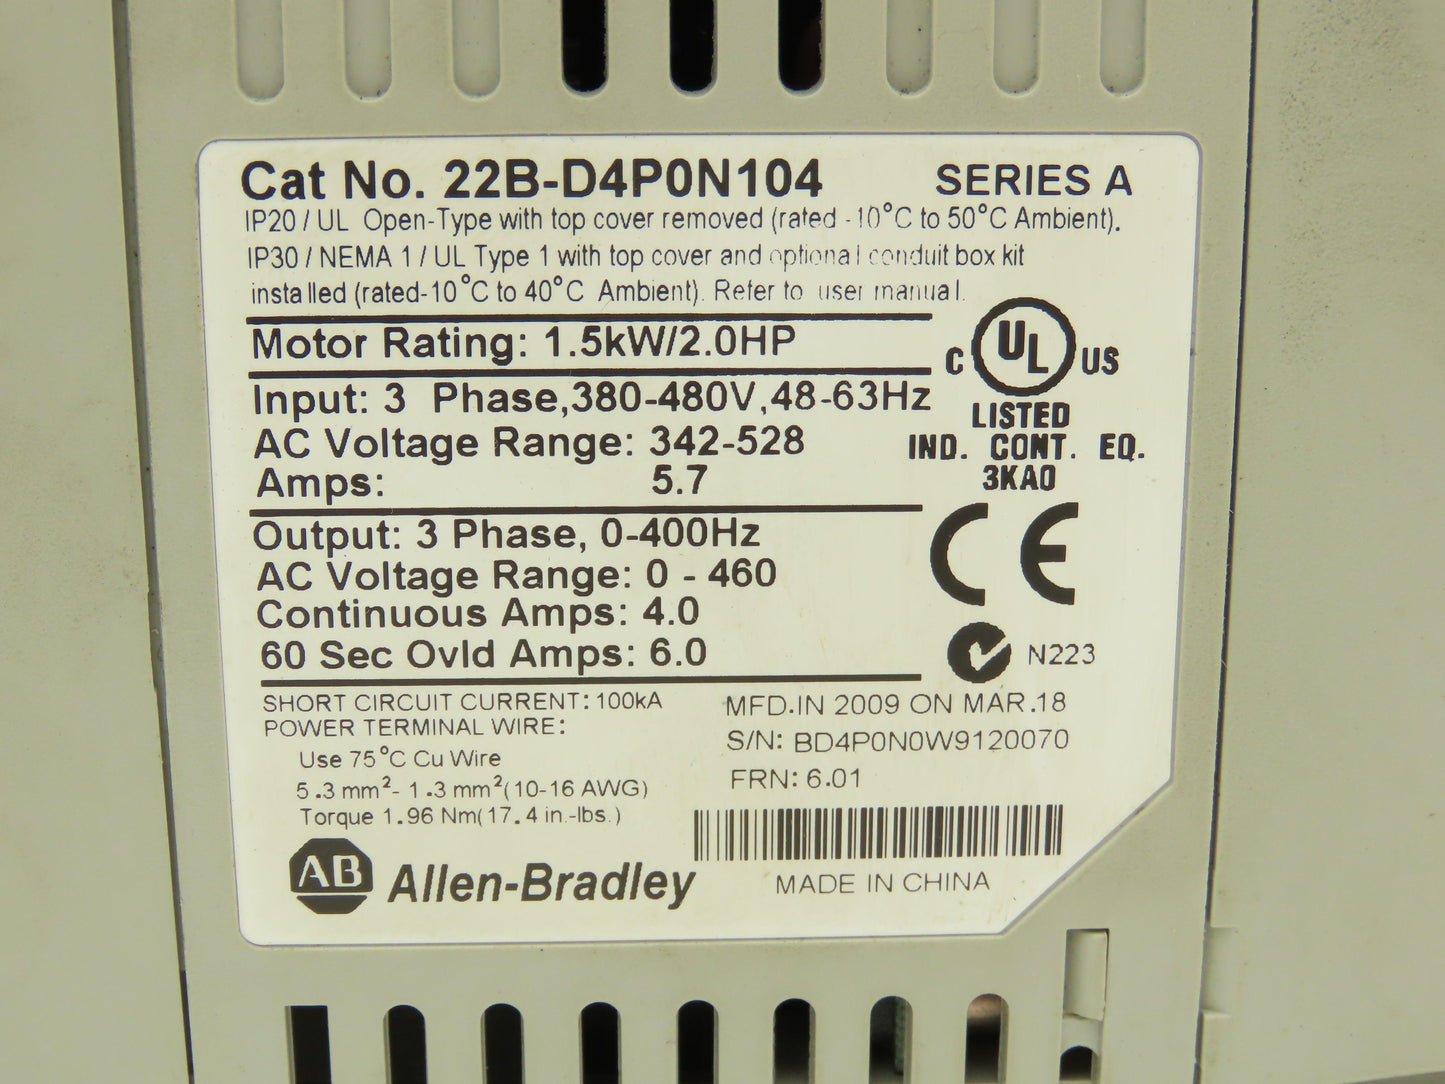 Cat No. 22B-D4P0N104 SERIES A
IP20 / UL Open-Type with top cover removed (rated -10°C to 50°C Ambient).
IP30 / NEMA 1 / UL Type 1 with top cover and optional conduit box kit
installed (rated-10°C to 40°C Ambient). Refer to user manual.
Motor Rating: 1.5kW/2.0HP
C UL US
Input: 3 Phase,380-480V,48-63Hz
LISTED
AC Voltage Range: 342-528
IND. CONT. EQ.
Amps: 5.7
3KA0
Output: 3 Phase, 0-400Hz
CE
AC Voltage Range: 0 - 460
Continuous Amps: 4.0
60 Sec Ovld Amps: 6.0
N223
SHORT CIRCUIT CURRENT: 100kA
POWER TERMINAL WIRE:
Use 75°C Cu Wire
5.3 mm²- 1.3 mm²(10-16 AWG)
Torque 1.96 Nm(17.4 in.-lbs.)
MFD.IN 2009 ON MAR.18
S/N: BD4P0N0W9120070
FRN: 6.01
AB Allen-Bradley
MADE IN CHINA